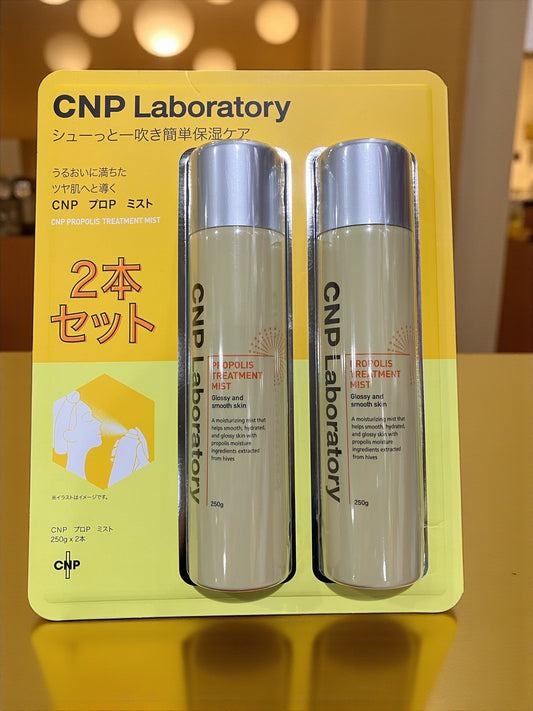 CNP Laboratory
シューっと一吹き簡単保湿ケア
うるおいに満ちた
ツヤ肌へと導く
CNP プロP ミスト
CNP PROPOLIS TREATMENT MIST
2本
セット
※イラストはイメージです。
CNP プロP ミスト
250g x 2本
CNP
CNP Laboratory
PROPOLIS
TREATMENT
MIST
Glossy and
smooth skin
A moisturizing mist that
helps smooth, hydrated,
and glossy skin with
propolis moisture
ingredients extracted
from hives
250g
CNP Laboratory
PROPOLIS
TREATMENT
MIST
Glossy and
smooth skin
A moisturizing mist that
helps smooth, hydrated,
and glossy skin with
propolis moisture
ingredients extracted
from hives
250g